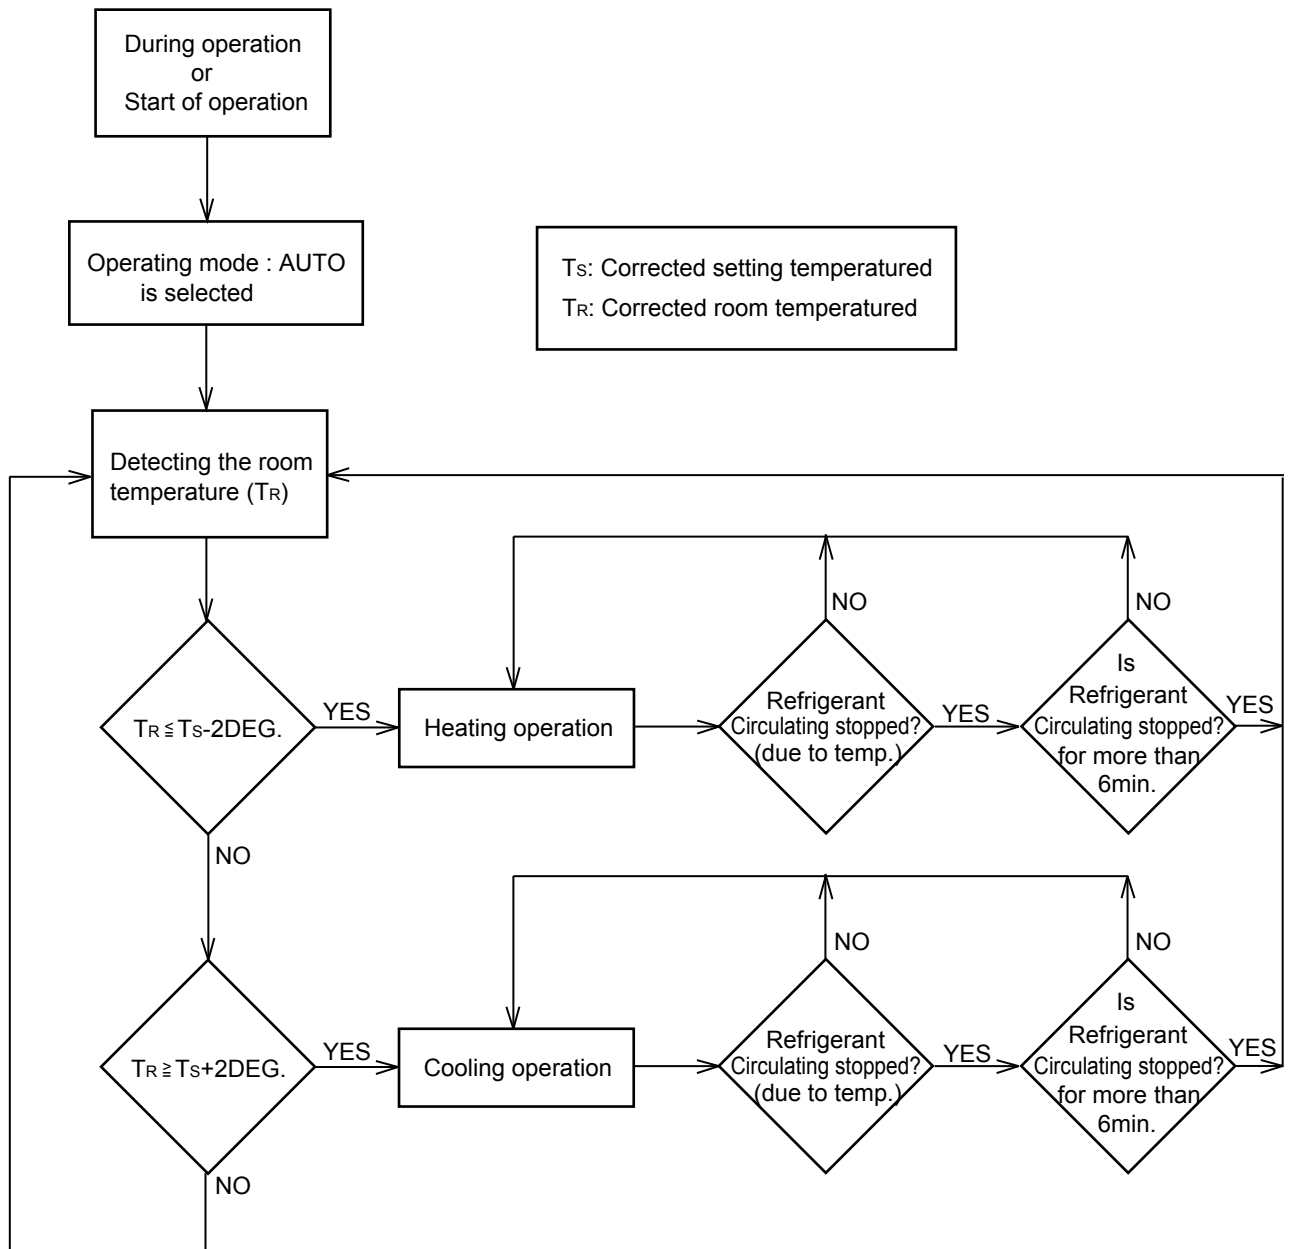 During operation
or
Start of operation
Operating mode : AUTO
is selected
Ts: Corrected setting temperatured
TR: Corrected room temperatured
Detecting the room
temperature (TR)
TR ≦ Ts-2DEG.
YES
NO
Heating operation
Refrigerant
Circulating stopped?
(due to temp.)
NO
YES
Is
Refrigerant
Circulating stopped?
for more than
6min.
NO
YES
TR ≧ Ts+2DEG.
YES
NO
Cooling operation
Refrigerant
Circulating stopped?
(due to temp.)
NO
YES
Is
Refrigerant
Circulating stopped?
for more than
6min.
NO
YES